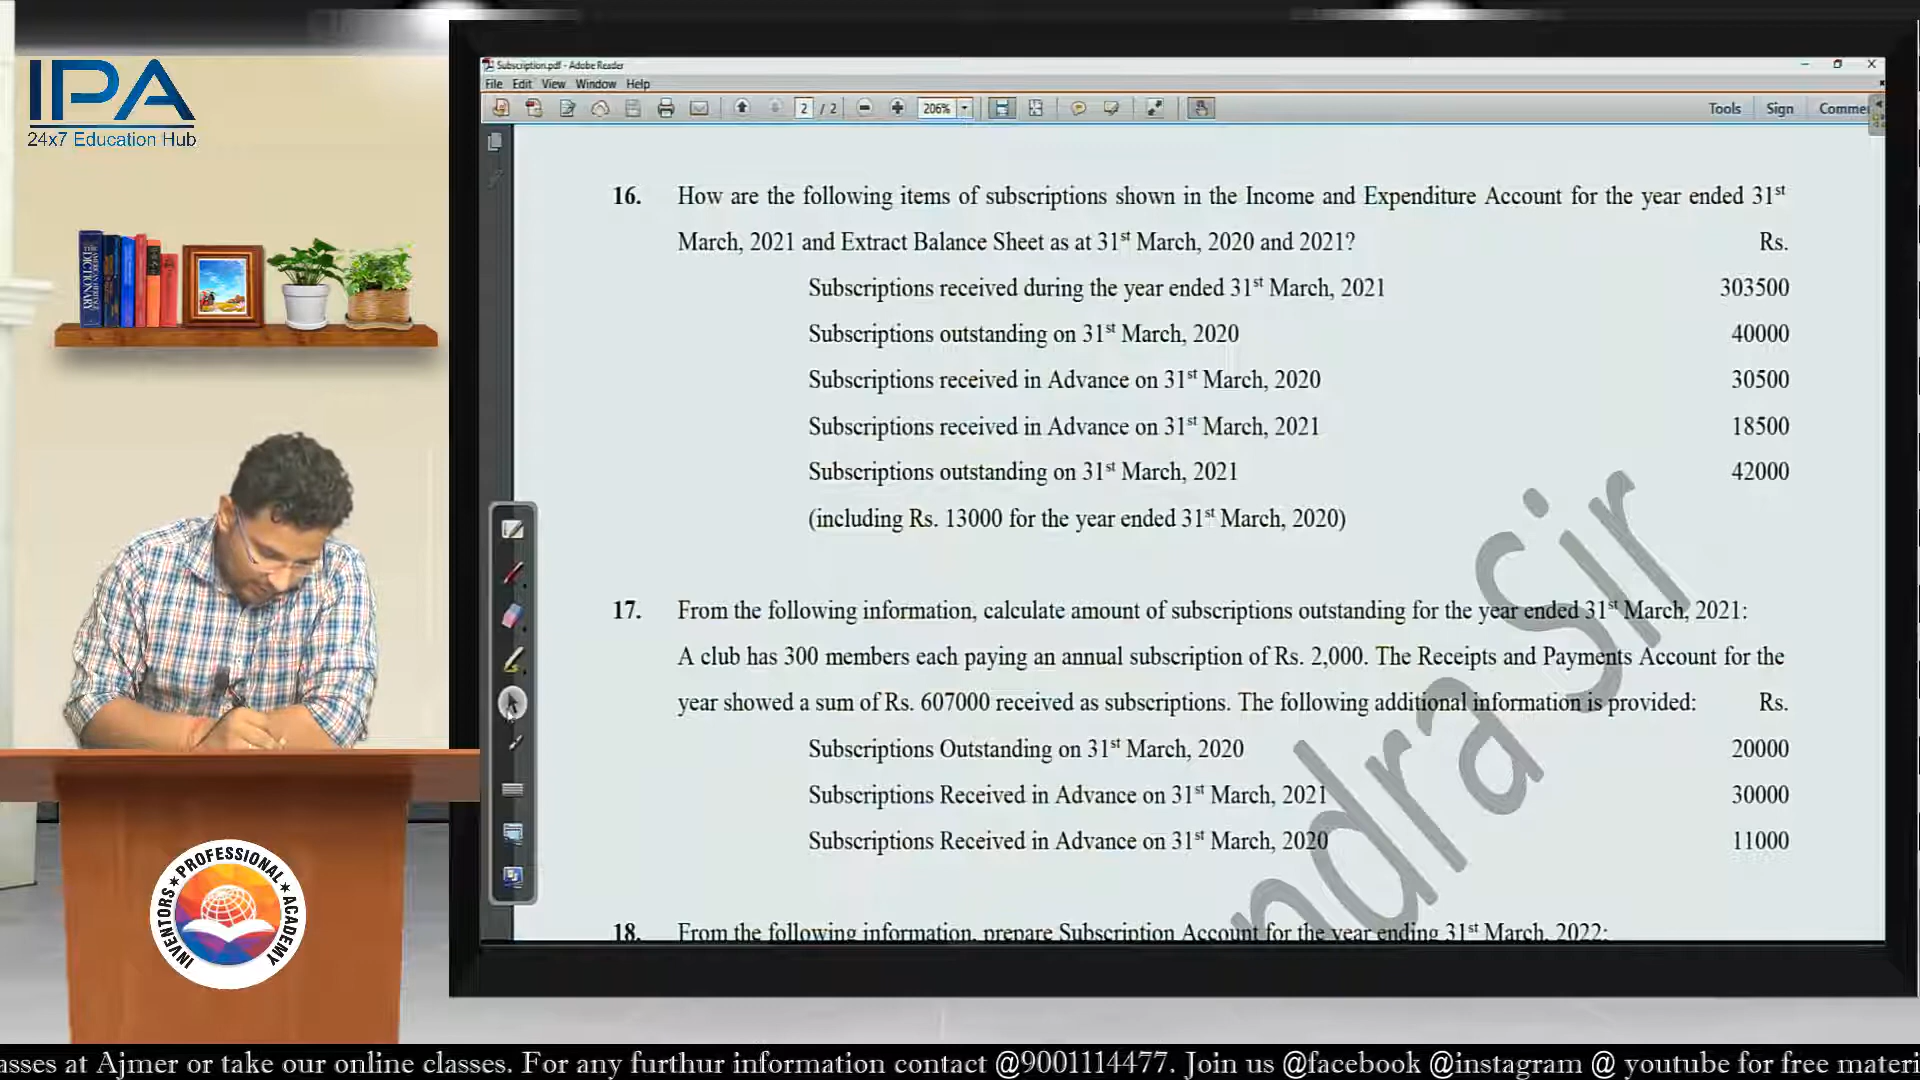 IPA
24x7 Education Hub
Subscription.pdf - Adobe Reader
File Edit View Window Help
2 / 2 206% Tools Sign Comme
16. How are the following items of subscriptions shown in the Income and Expenditure Account for the year ended 31st
March, 2021 and Extract Balance Sheet as at 31st March, 2020 and 2021? Rs.
Subscriptions received during the year ended 31st March, 2021 303500
Subscriptions outstanding on 31st March, 2020 40000
Subscriptions received in Advance on 31st March, 2020 30500
Subscriptions received in Advance on 31st March, 2021 18500
Subscriptions outstanding on 31st March, 2021 42000
(including Rs. 13000 for the year ended 31st March, 2020)
17. From the following information, calculate amount of subscriptions outstanding for the year ended 31st March, 2021:
A club has 300 members each paying an annual subscription of Rs. 2,000. The Receipts and Payments Account for the
year showed a sum of Rs. 607000 received as subscriptions. The following additional information is provided: Rs.
Subscriptions Outstanding on 31st March, 2020 20000
Subscriptions Received in Advance on 31st March, 2021 30000
Subscriptions Received in Advance on 31st March, 2020 11000
18. From the following information, prepare Subscription Account for the year ending 31st March, 2022:
ndra Sir
INVENTORS PROFESSIONAL ACADEMY
asses at Ajmer or take our online classes. For any furthur information contact @9001114477. Join us @facebook @instagram @ youtube for free materi